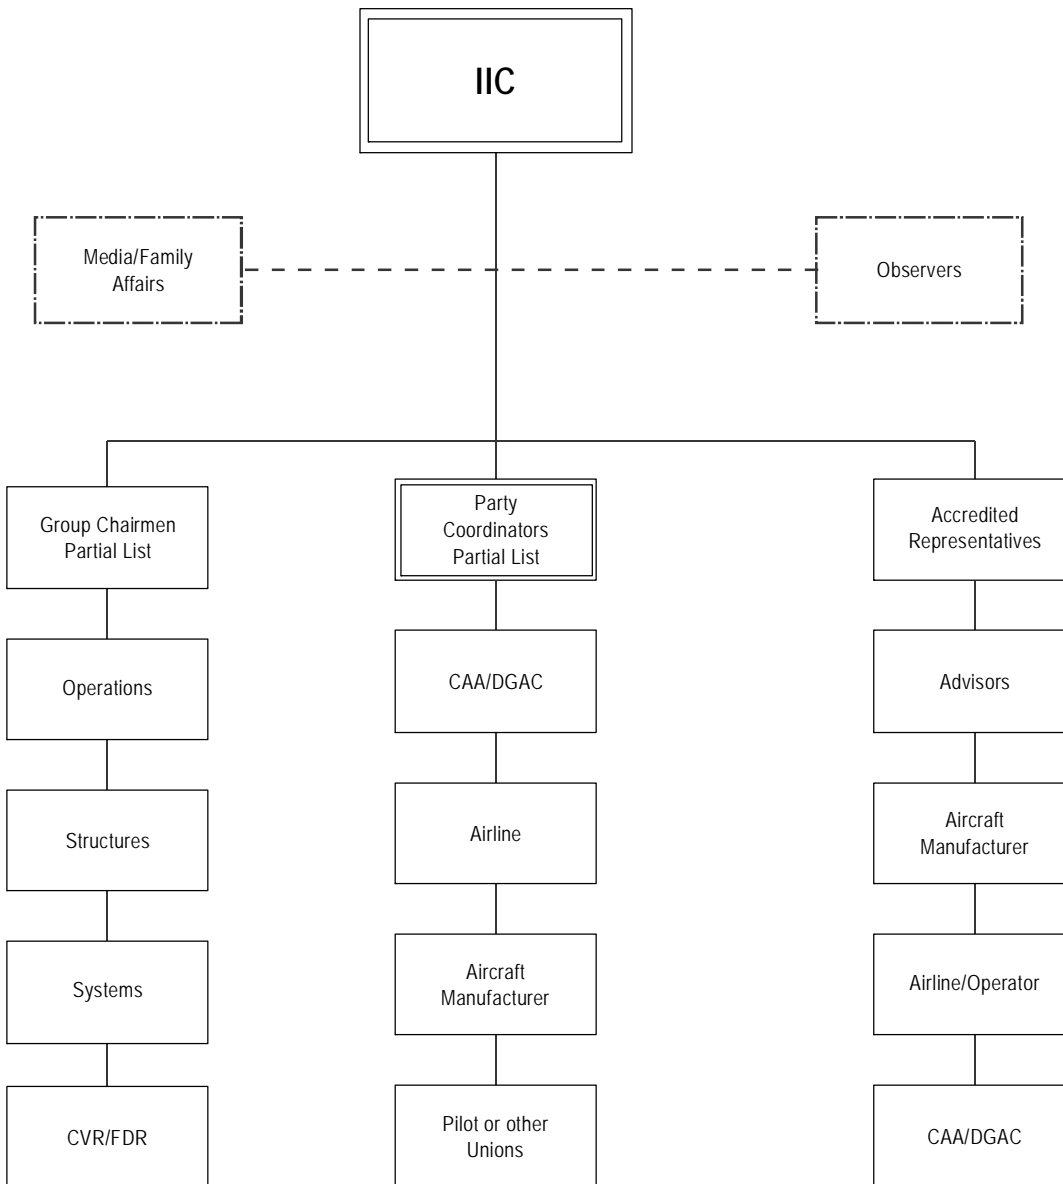 IIC
Media/Family
Affairs
Observers
Group Chairmen
Partial List
Party
Coordinators
Partial List
Accredited
Representatives
Operations
CAA/DGAC
Advisors
Structures
Airline
Aircraft
Manufacturer
Systems
Aircraft
Manufacturer
Airline/Operator
CVR/FDR
Pilot or other
Unions
CAA/DGAC